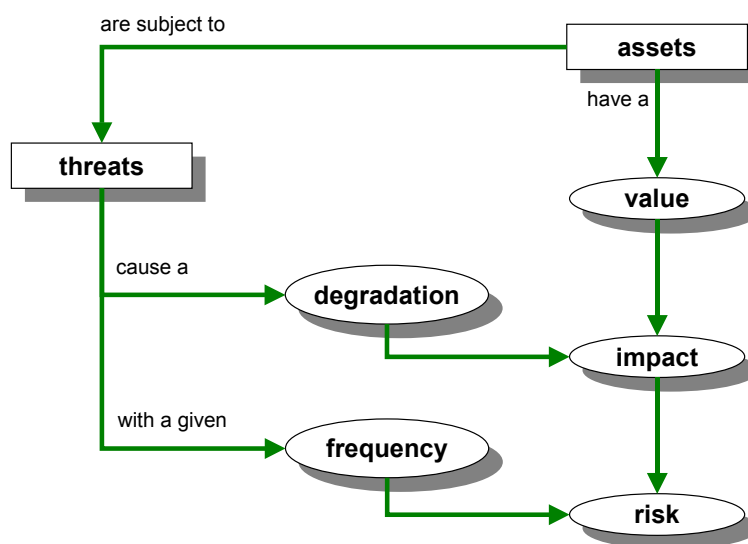 are subject to
assets
have a
threats
value
cause a
degradation
impact
with a given
frequency
risk